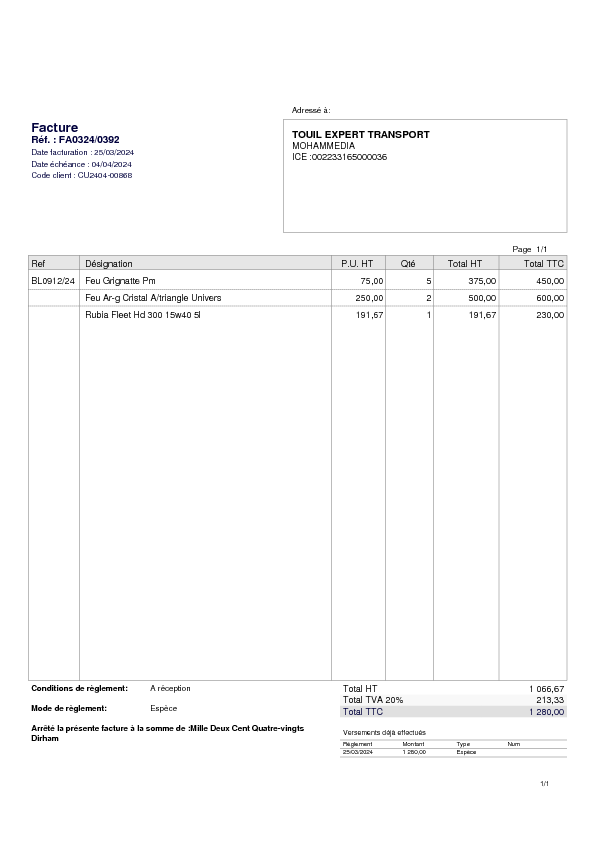 Adressé à:
Facture
Réf. : FA0324/0392
Date facturation : 25/03/2024
Date échéance : 04/04/2024
Code client : CU2404-00868
TOUIL EXPERT TRANSPORT
MOHAMMEDIA
ICE :002233165000036
Page 1/1
Ref Désignation P.U. HT Qté Total HT Total TTC
BL0912/24 Feu Grignatte Pm 75,00 5 375,00 450,00
Feu Ar-g Cristal A/triangle Univers 250,00 2 500,00 600,00
Rubia Fleet Hd 300 15w40 5l 191,67 1 191,67 230,00
Conditions de règlement: A réception
Mode de règlement: Espèce
Arrêté la présente facture à la somme de :Mille Deux Cent Quatre-vingts
Dirham
Total HT 1 066,67
Total TVA 20% 213,33
Total TTC 1 280,00
Versements déjà effectués
Règlement Montant Type Num
25/03/2024 1 280,00 Espèce
1/1